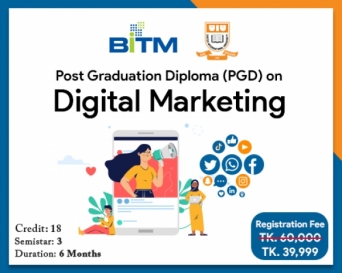 BITM
Post Graduation Diploma (PGD) on
Digital Marketing
Credit: 18
Semistar: 3
Duration: 6 Months
Registration Fee
TK. 60,000
TK. 39,999